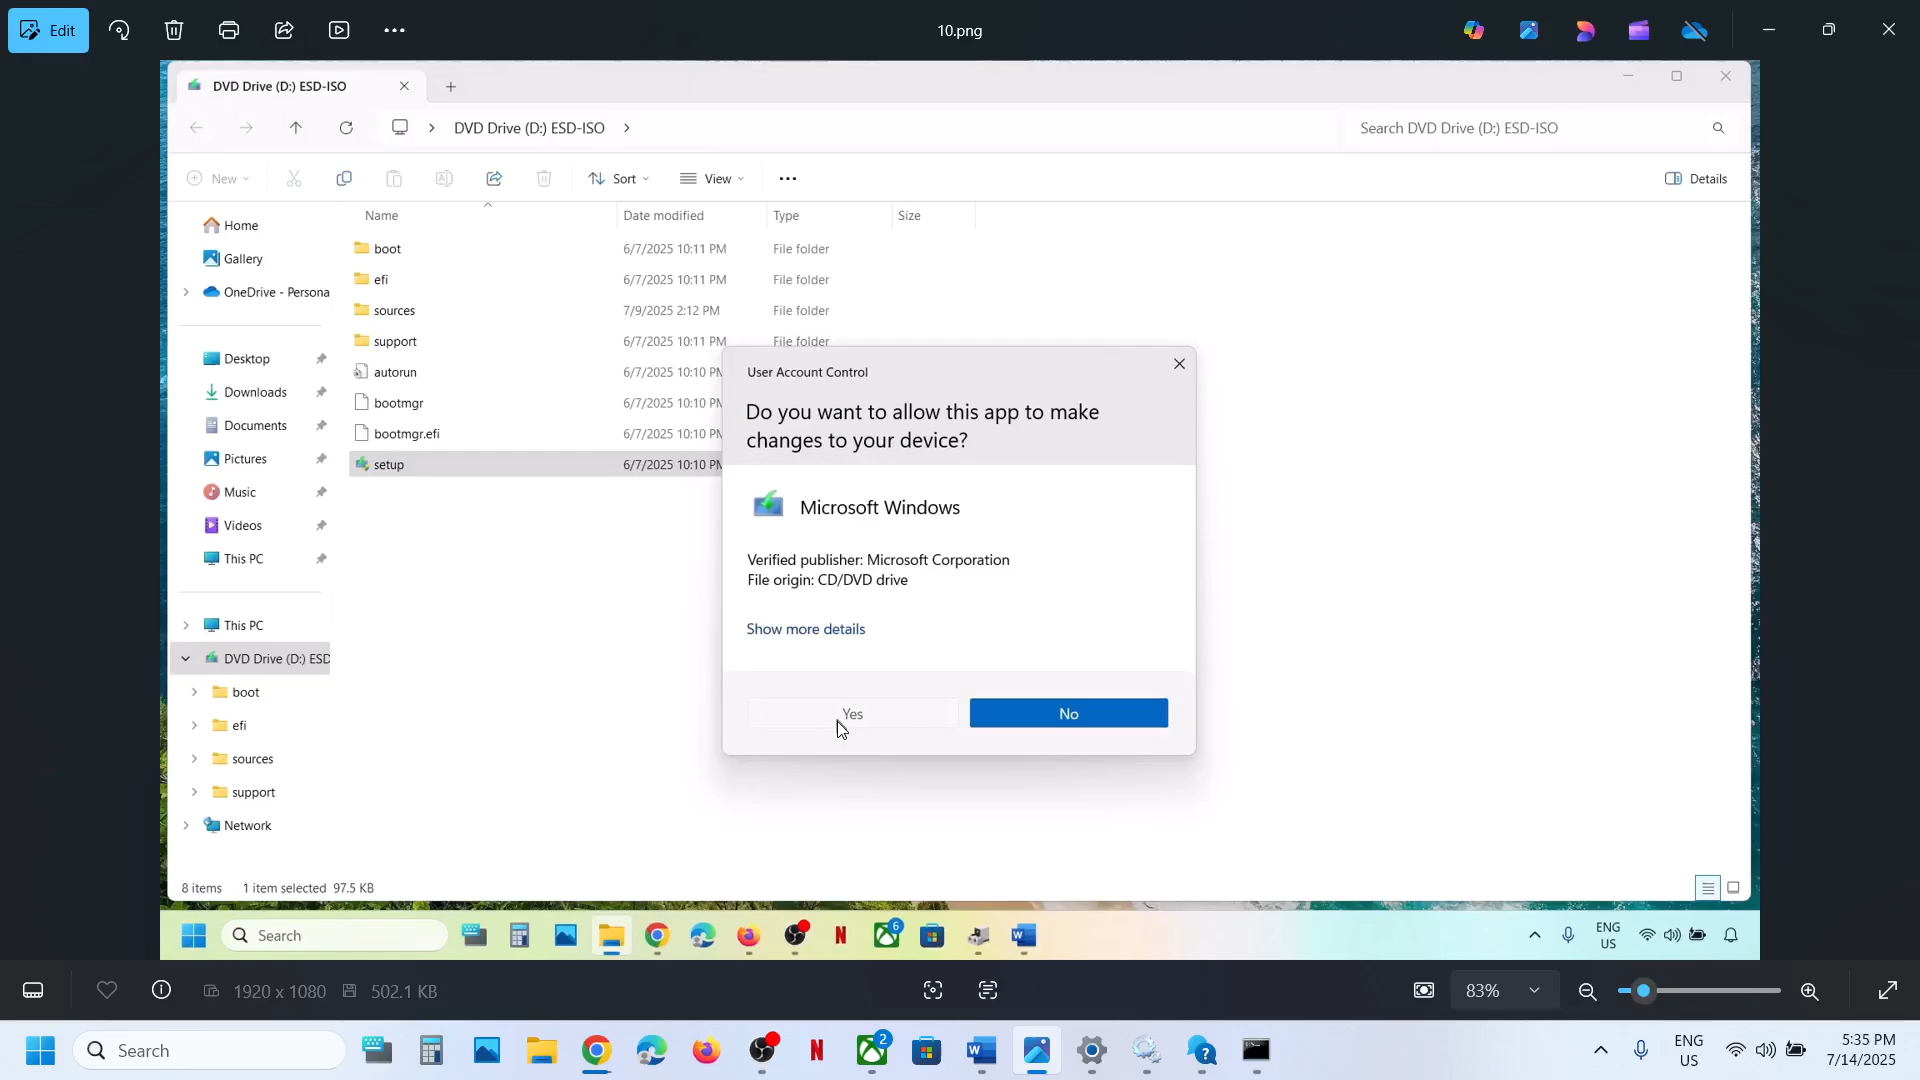 Edit
10.png
DVD Drive (D:) ESD-ISO
DVD Drive (D:) ESD-ISO
Search DVD Drive (D:) ESD-ISO
New
Sort
View
Details
Name
Date modified
Type
Size
Home
Gallery
OneDrive - Persona
Desktop
Downloads
Documents
Pictures
Music
Videos
This PC
This PC
DVD Drive (D:) ESD
boot
efi
sources
support
Network
boot 6/7/2025 10:11 PM File folder
efi 6/7/2025 10:11 PM File folder
sources 7/9/2025 2:12 PM File folder
support 6/7/2025 10:11 PM File folder
autorun 6/7/2025 10:10 PM
bootmgr 6/7/2025 10:10 PM
bootmgr.efi 6/7/2025 10:10 PM
setup 6/7/2025 10:10 PM
User Account Control
Do you want to allow this app to make
changes to your device?
Microsoft Windows
Verified publisher: Microsoft Corporation
File origin: CD/DVD drive
Show more details
Yes
No
8 items 1 item selected 97.5 KB
Search
6
ENG
US
1920 x 1080
502.1 KB
83%
Search
2
ENG
US
5:35 PM
7/14/2025